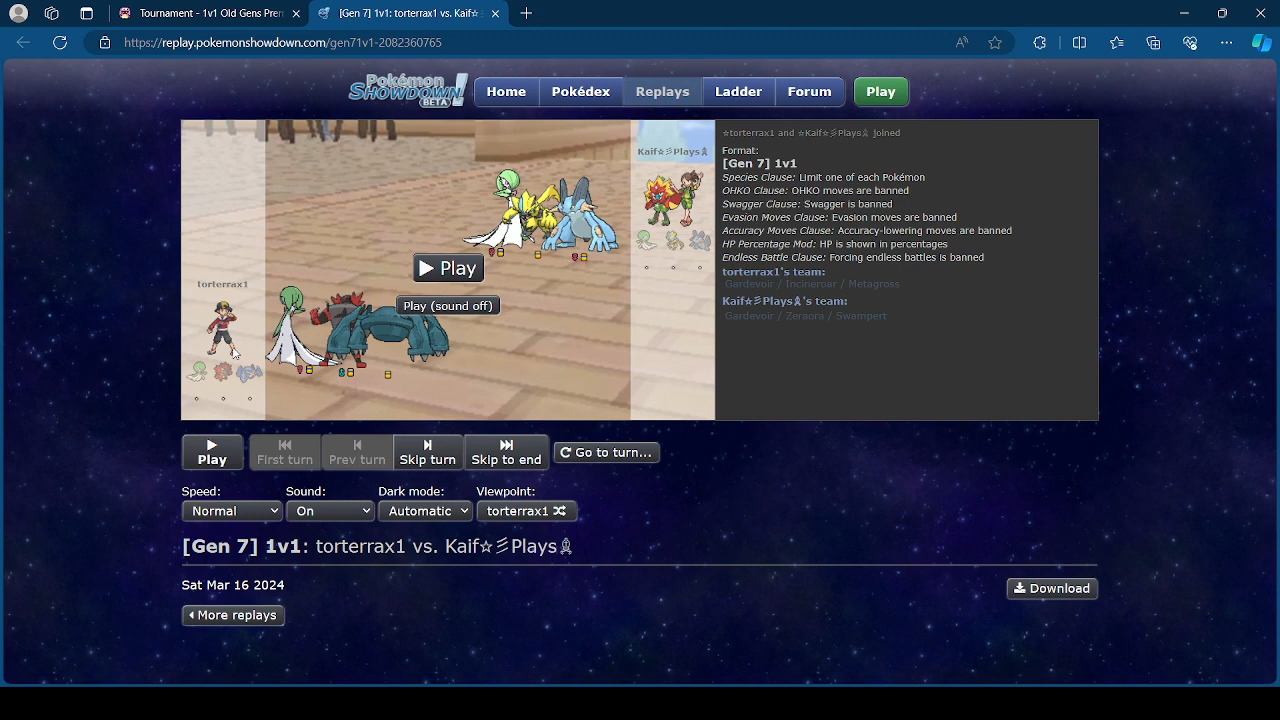 Tournament - 1v1 Old Gens Prem
[Gen 7] 1v1: torterrax1 vs. Kaif☆
https://replay.pokemonshowdown.com/gen71v1-2082360765
Pokémon
SHOWDOWN!
BETA
Home
Pokédex
Replays
Ladder
Forum
Play
Kaif☆彡Plays🎗
torterrax1
Play
Play (sound off)
☆torterrax1 and ☆Kaif☆彡Plays🎗 joined
Format:
[Gen 7] 1v1
Species Clause: Limit one of each Pokémon
OHKO Clause: OHKO moves are banned
Swagger Clause: Swagger is banned
Evasion Moves Clause: Evasion moves are banned
Accuracy Moves Clause: Accuracy-lowering moves are banned
HP Percentage Mod: HP is shown in percentages
Endless Battle Clause: Forcing endless battles is banned
torterrax1's team:
Gardevoir / Incineroar / Metagross
Kaif☆彡Plays🎗's team:
Gardevoir / Zeraora / Swampert
Play
First turn
Prev turn
Skip turn
Skip to end
Go to turn...
Speed:
Sound:
Dark mode:
Viewpoint:
Normal
On
Automatic
torterrax1
[Gen 7] 1v1: torterrax1 vs. Kaif☆彡Plays🎗
Sat Mar 16 2024
Download
More replays